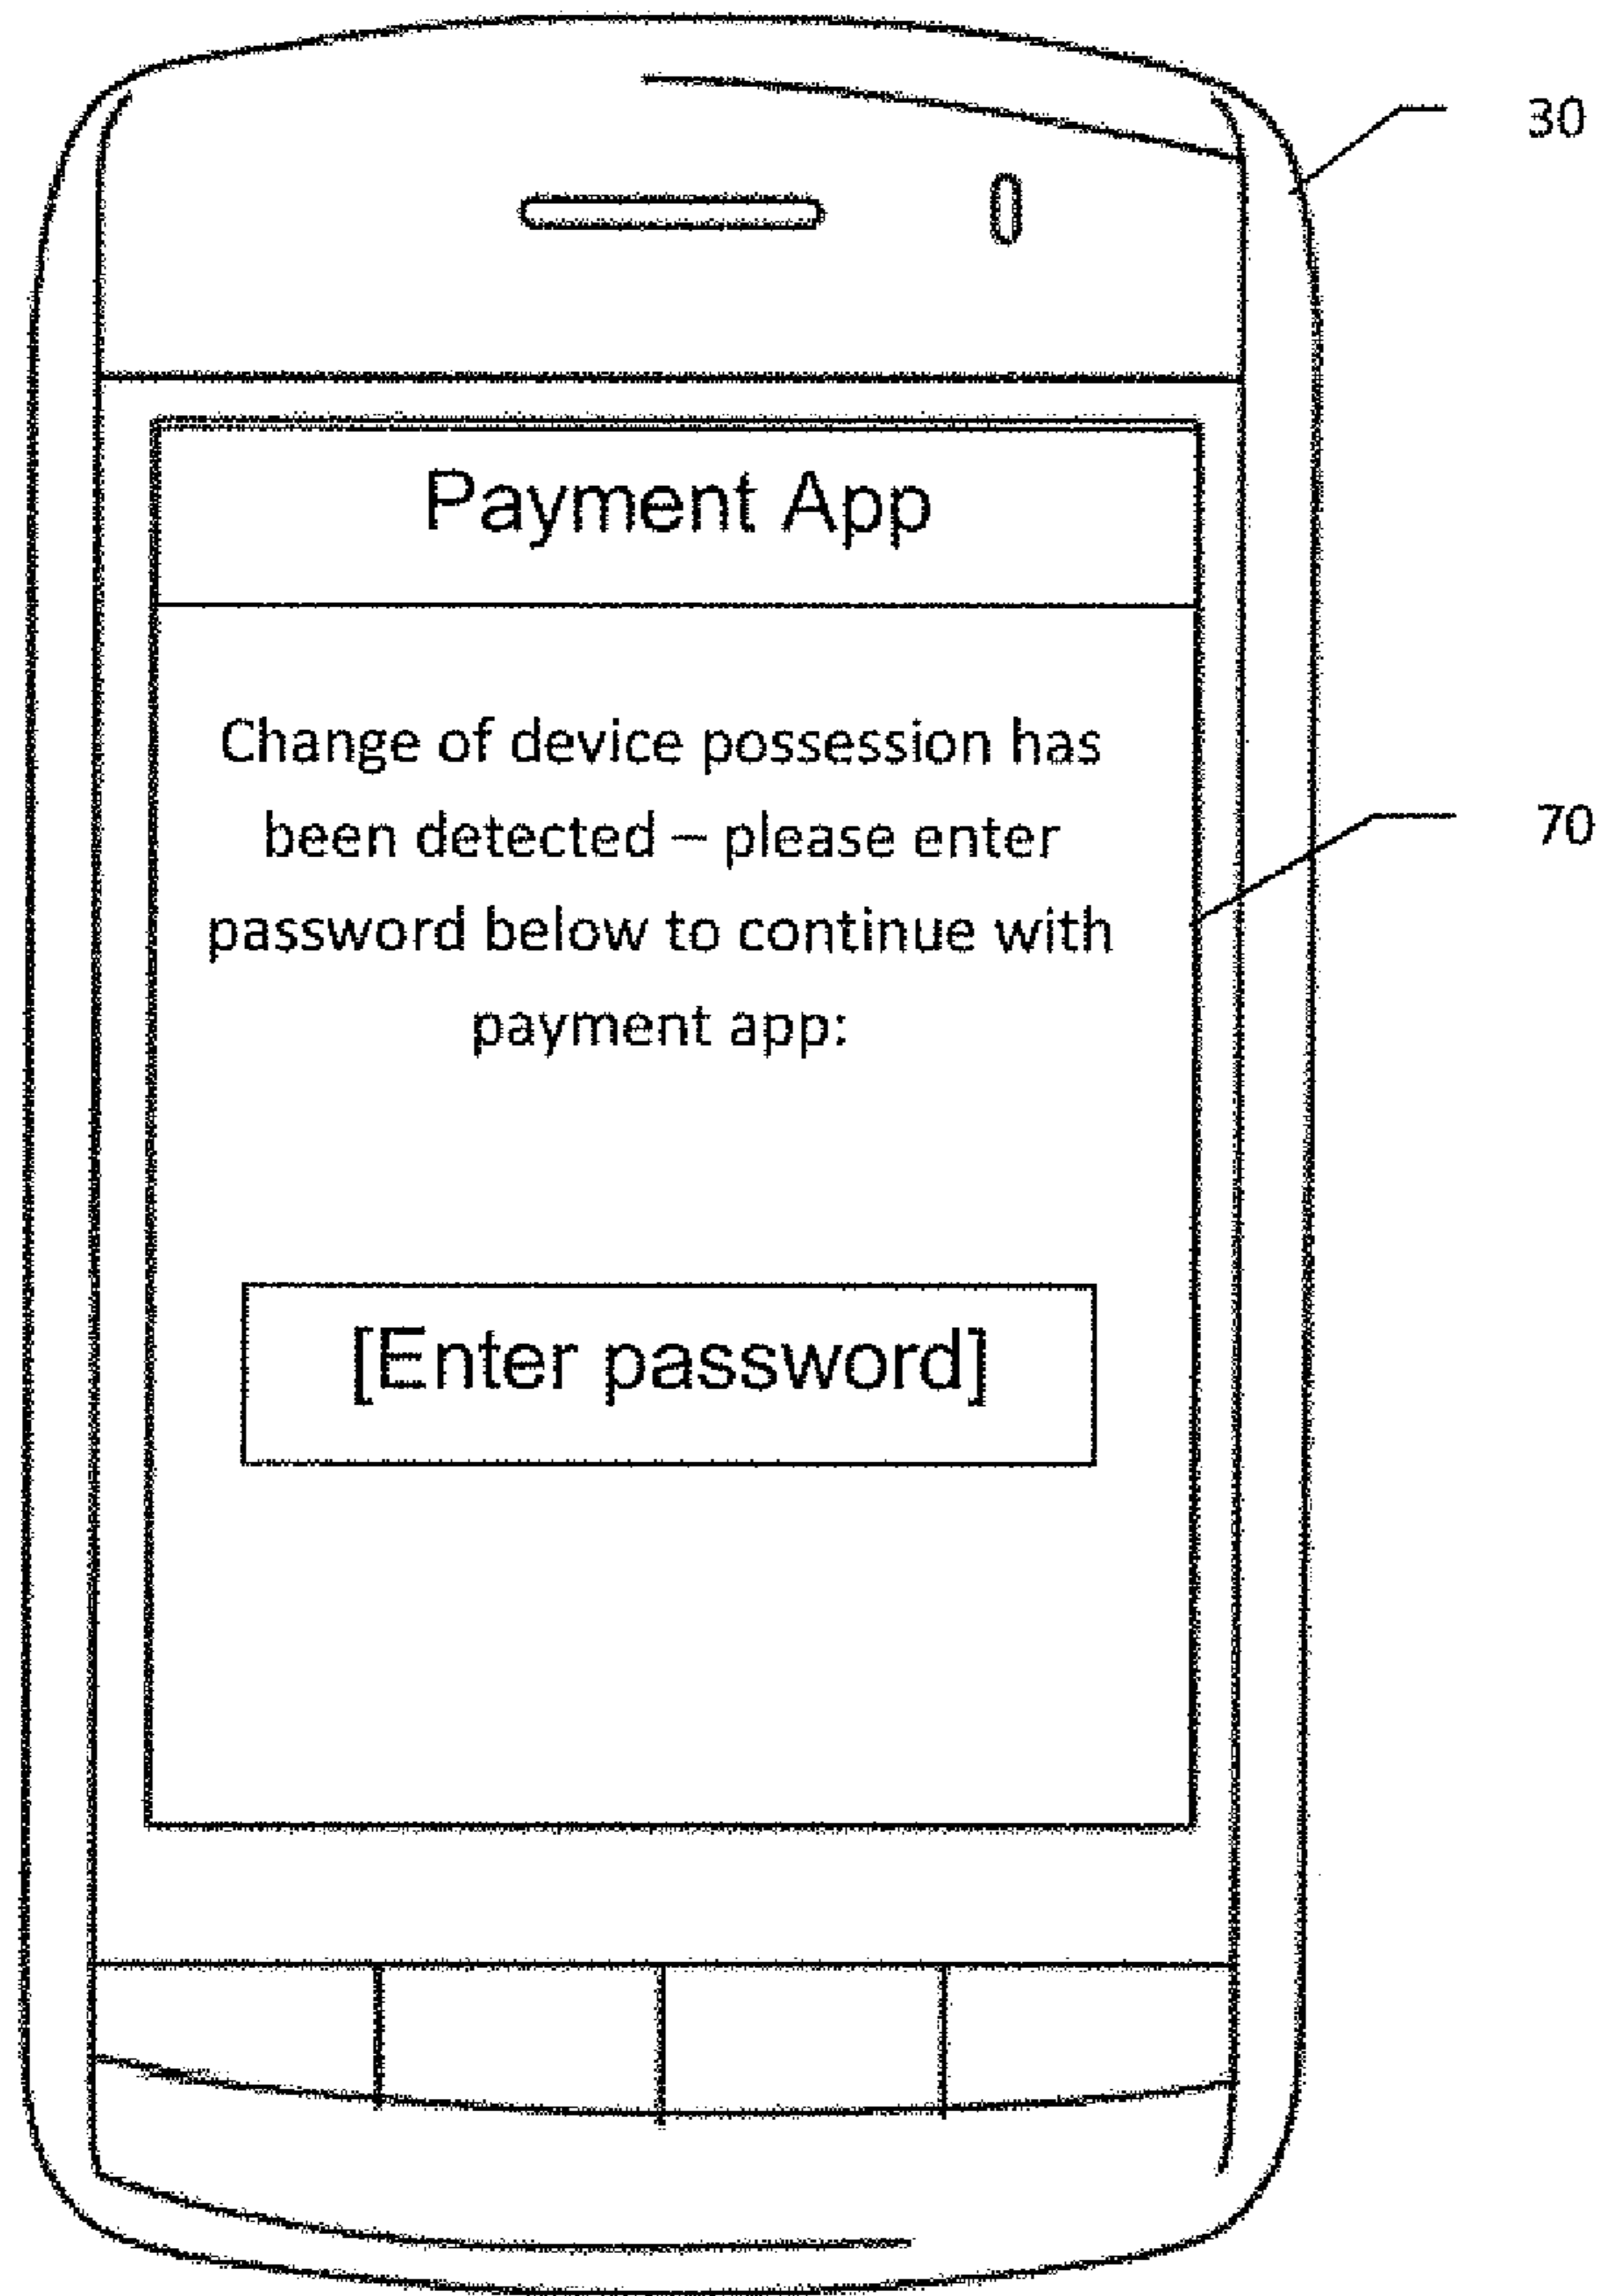 30
Payment App
Change of device possession has
been detected – please enter
password below to continue with
payment app:
70
[Enter password]